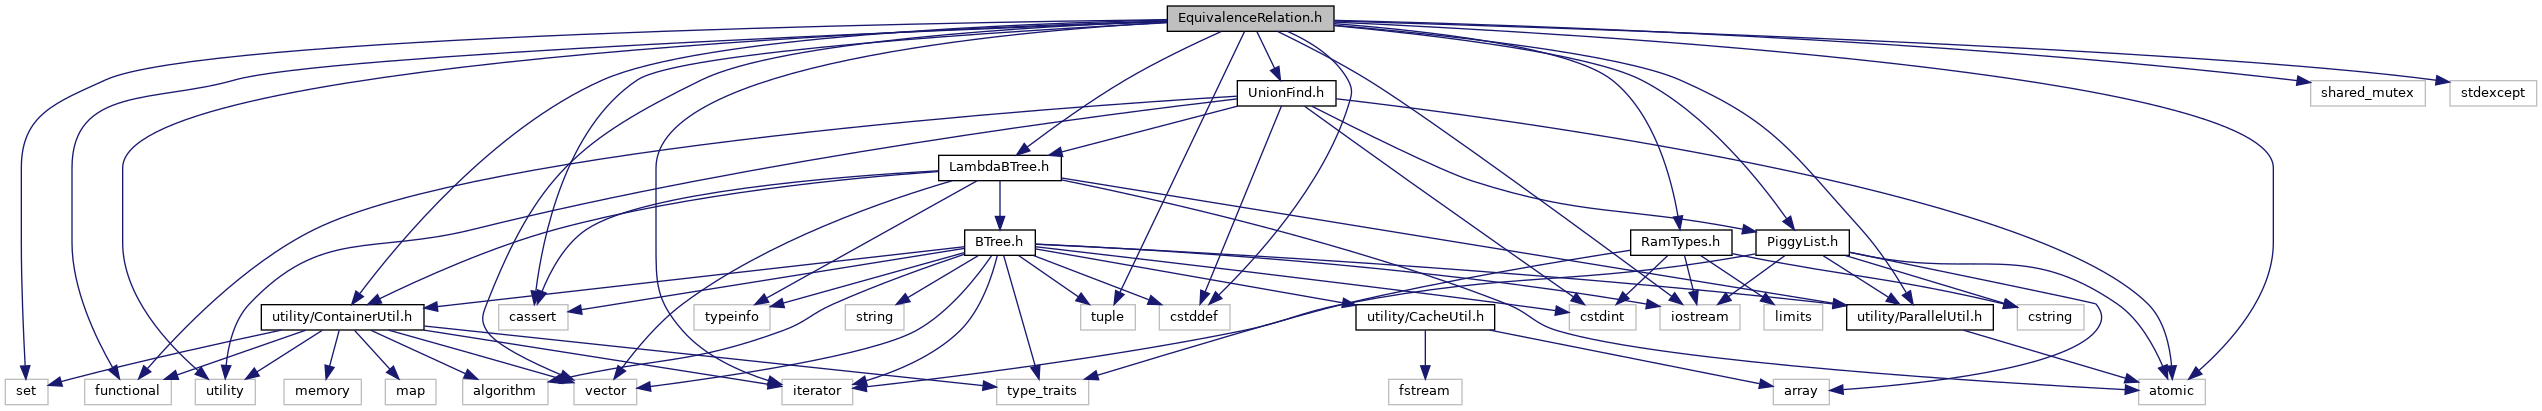 EquivalenceRelation.h
UnionFind.h
shared_mutex
stdexcept
LambdaBTree.h
BTree.h
RamTypes.h
PiggyList.h
utility/ContainerUtil.h
cassert
typeinfo
string
tuple
cstddef
utility/CacheUtil.h
cstdint
iostream
limits
utility/ParallelUtil.h
cstring
set
functional
utility
memory
map
algorithm
vector
iterator
type_traits
fstream
array
atomic